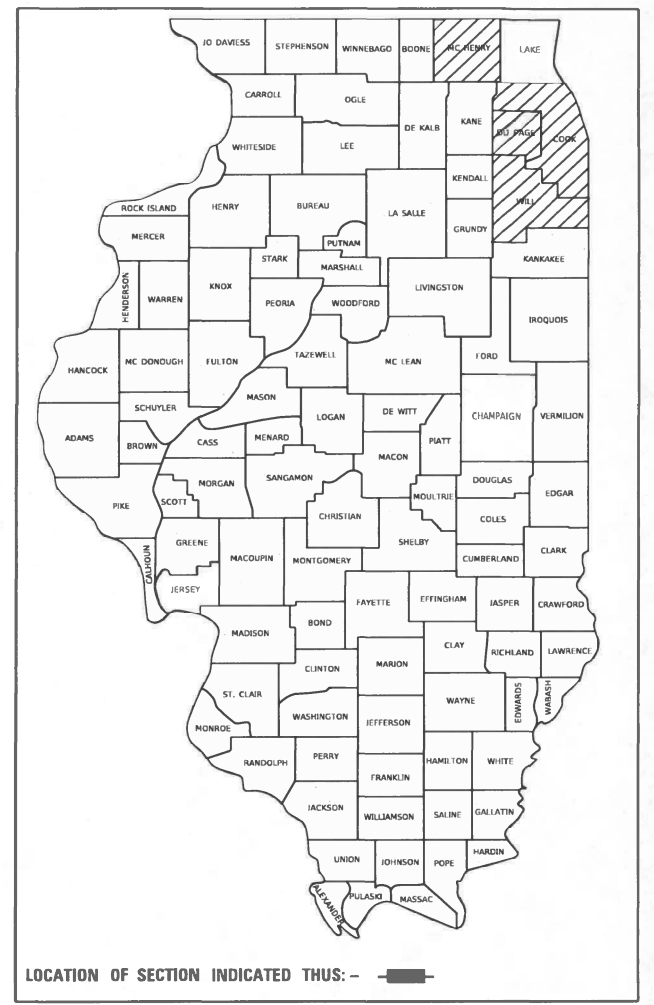 JO DAVIESS
STEPHENSON
WINNEBAGO
BOONE
MC HENRY
LAKE
CARROLL
OGLE
DE KALB
KANE
DU PAGE
COOK
WHITESIDE
LEE
KENDALL
WILL
ROCK ISLAND
HENRY
BUREAU
LA SALLE
GRUNDY
MERCER
PUTNAM
STARK
MARSHALL
KANKAKEE
HENDERSON
WARREN
KNOX
PEORIA
WOODFORD
LIVINGSTON
IROQUOIS
HANCOCK
MC DONOUGH
FULTON
TAZEWELL
MC LEAN
FORD
MASON
SCHUYLER
LOGAN
DE WITT
CHAMPAIGN
VERMILION
ADAMS
BROWN
CASS
MENARD
PIATT
MACON
PIKE
SCOTT
MORGAN
SANGAMON
MOULTRIE
DOUGLAS
EDGAR
CHRISTIAN
COLES
CALHOUN
GREENE
MACOUPIN
MONTGOMERY
SHELBY
CUMBERLAND
CLARK
JERSEY
FAYETTE
EFFINGHAM
JASPER
CRAWFORD
MADISON
BOND
CLAY
RICHLAND
LAWRENCE
CLINTON
MARION
ST. CLAIR
WAYNE
EDWARDS
WABASH
MONROE
WASHINGTON
JEFFERSON
RANDOLPH
PERRY
HAMILTON
WHITE
FRANKLIN
JACKSON
WILLIAMSON
SALINE
GALLATIN
UNION
JOHNSON
POPE
HARDIN
ALEXANDER
PULASKI
MASSAC
LOCATION OF SECTION INDICATED THUS: -